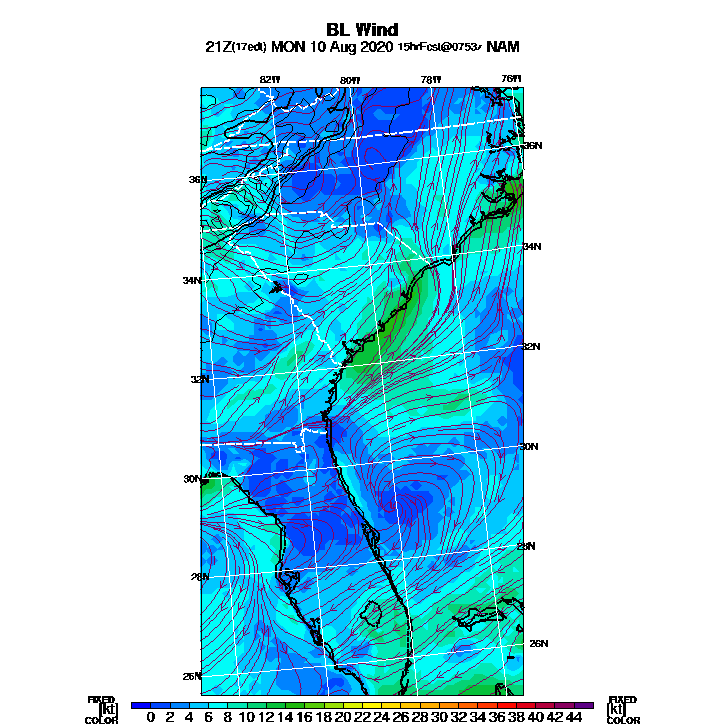 BL Wind
21Z(17edt) MON 10 Aug 2020 15hrFcst@0753z NAM
82W 80W 78W 76W
36N
36N
34N
34N
32N
32N
30N
30N
28N
28N
26N
26N
FIXED FIXED
[kt] 0 2 4 6 8 10 12 14 16 18 20 22 24 26 28 30 32 34 36 38 40 42 44 [kt]
COLOR COLOR